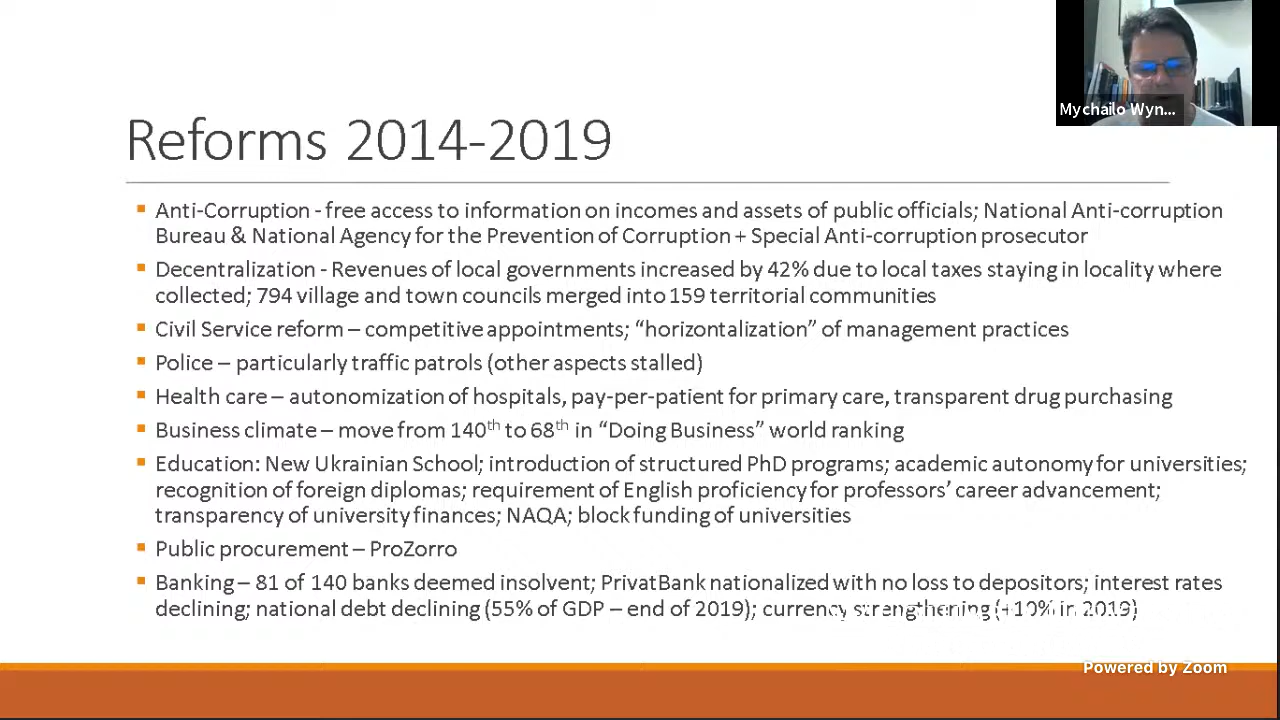 Mychailo Wyn...
Reforms 2014-2019
Anti-Corruption - free access to information on incomes and assets of public officials; National Anti-corruption
Bureau & National Agency for the Prevention of Corruption + Special Anti-corruption prosecutor
Decentralization - Revenues of local governments increased by 42% due to local taxes staying in locality where
collected; 794 village and town councils merged into 159 territorial communities
Civil Service reform – competitive appointments; “horizontalization” of management practices
Police – particularly traffic patrols (other aspects stalled)
Health care – autonomization of hospitals, pay-per-patient for primary care, transparent drug purchasing
Business climate – move from 140th to 68th in “Doing Business” world ranking
Education: New Ukrainian School; introduction of structured PhD programs; academic autonomy for universities;
recognition of foreign diplomas; requirement of English proficiency for professors’ career advancement;
transparency of university finances; NAQA; block funding of universities
Public procurement – ProZorro
Banking – 81 of 140 banks deemed insolvent; PrivatBank nationalized with no loss to depositors; interest rates
declining; national debt declining (55% of GDP – end of 2019); currency strengthening (+10% in 2019)
Powered by Zoom